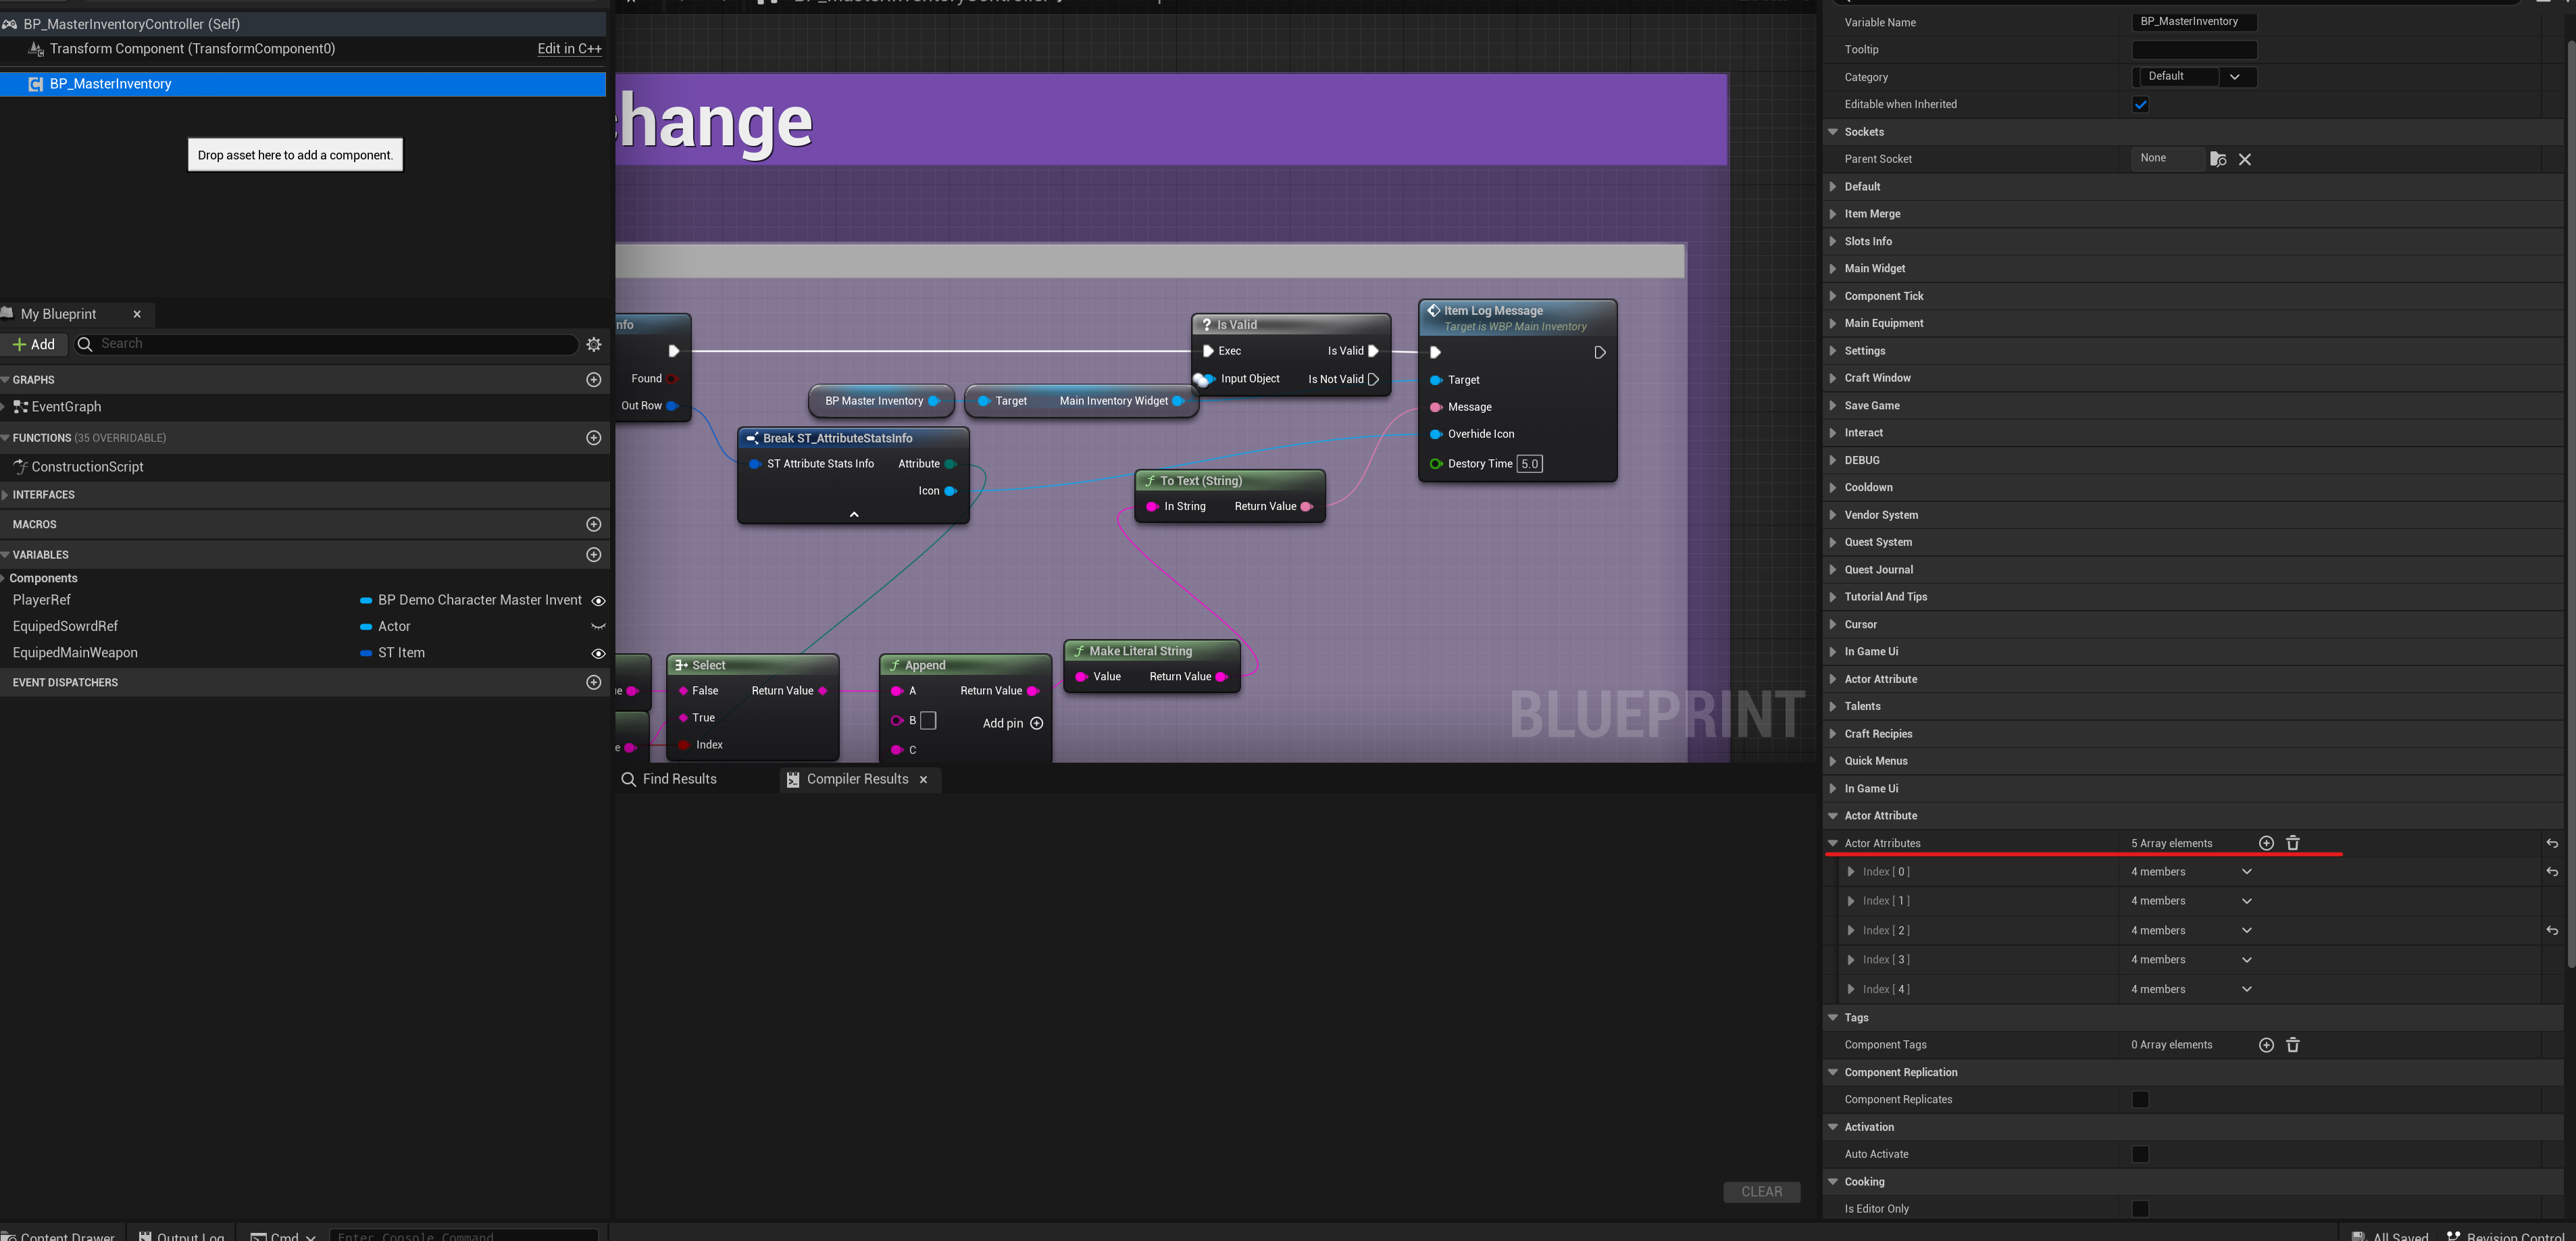 BP_MasterInventoryController (Self)
Transform Component (TransformComponent0)
Edit in C++
BP_MasterInventory
Drop asset here to add a component.
My Blueprint
Add
Search
GRAPHS
EventGraph
FUNCTIONS (35 OVERRIDABLE)
ConstructionScript
INTERFACES
MACROS
VARIABLES
Components
PlayerRef
BP Demo Character Master Invent
EquipedSowrdRef
Actor
EquipedMainWeapon
ST Item
EVENT DISPATCHERS
hange
nfo
Found
Out Row
BP Master Inventory
Target
Main Inventory Widget
? Is Valid
Exec
Is Valid
Input Object
Is Not Valid
Item Log Message
Target is WBP Main Inventory
Target
Message
Overhide Icon
Destory Time 5.0
Break ST_AttributeStatsInfo
ST Attribute Stats Info
Attribute
Icon
f To Text (String)
In String
Return Value
f Make Literal String
Value
Return Value
Select
False
Return Value
True
Index
f Append
A
Return Value
B
Add pin
C
e
e
BLUEPRINT
Find Results
Compiler Results
CLEAR
Variable Name
BP_MasterInventory
Tooltip
Category
Default
Editable when Inherited
Sockets
Parent Socket
None
Default
Item Merge
Slots Info
Main Widget
Component Tick
Main Equipment
Settings
Craft Window
Save Game
Interact
DEBUG
Cooldown
Vendor System
Quest System
Quest Journal
Tutorial And Tips
Cursor
In Game Ui
Actor Attribute
Talents
Craft Recipies
Quick Menus
In Game Ui
Actor Attribute
Actor Atrributes
5 Array elements
Index [ 0 ]
4 members
Index [ 1 ]
4 members
Index [ 2 ]
4 members
Index [ 3 ]
4 members
Index [ 4 ]
4 members
Tags
Component Tags
0 Array elements
Component Replication
Component Replicates
Activation
Auto Activate
Cooking
Is Editor Only
Content Drawer
Output Log
Cmd
Enter Console Command
All Saved
Revision Control